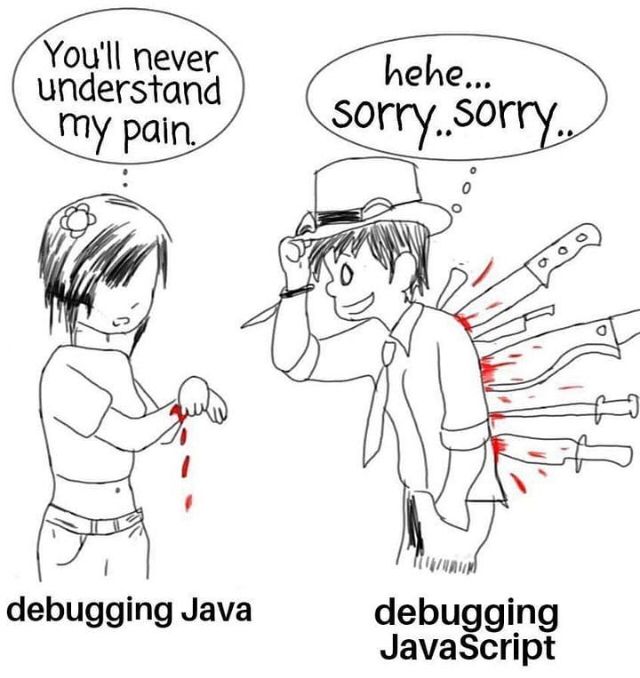 You'll never
understand
my pain.
hehe...
sorry..sorry..
debugging Java
debugging
JavaScript